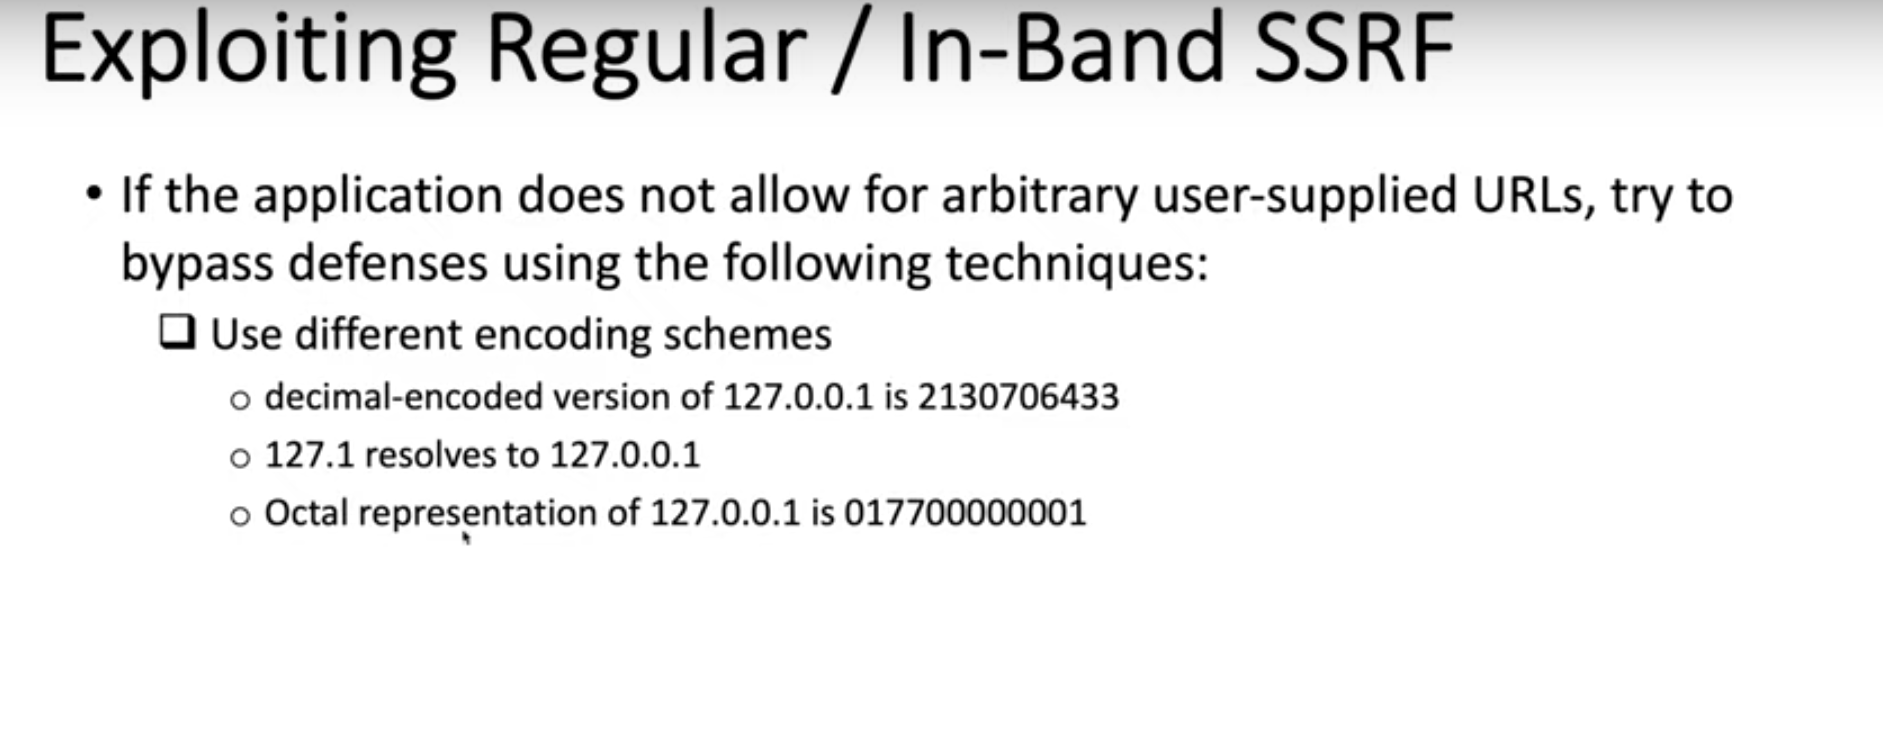 Exploiting Regular / In-Band SSRF
• If the application does not allow for arbitrary user-supplied URLs, try to
bypass defenses using the following techniques:
❑ Use different encoding schemes
o decimal-encoded version of 127.0.0.1 is 2130706433
o 127.1 resolves to 127.0.0.1
o Octal representation of 127.0.0.1 is 017700000001